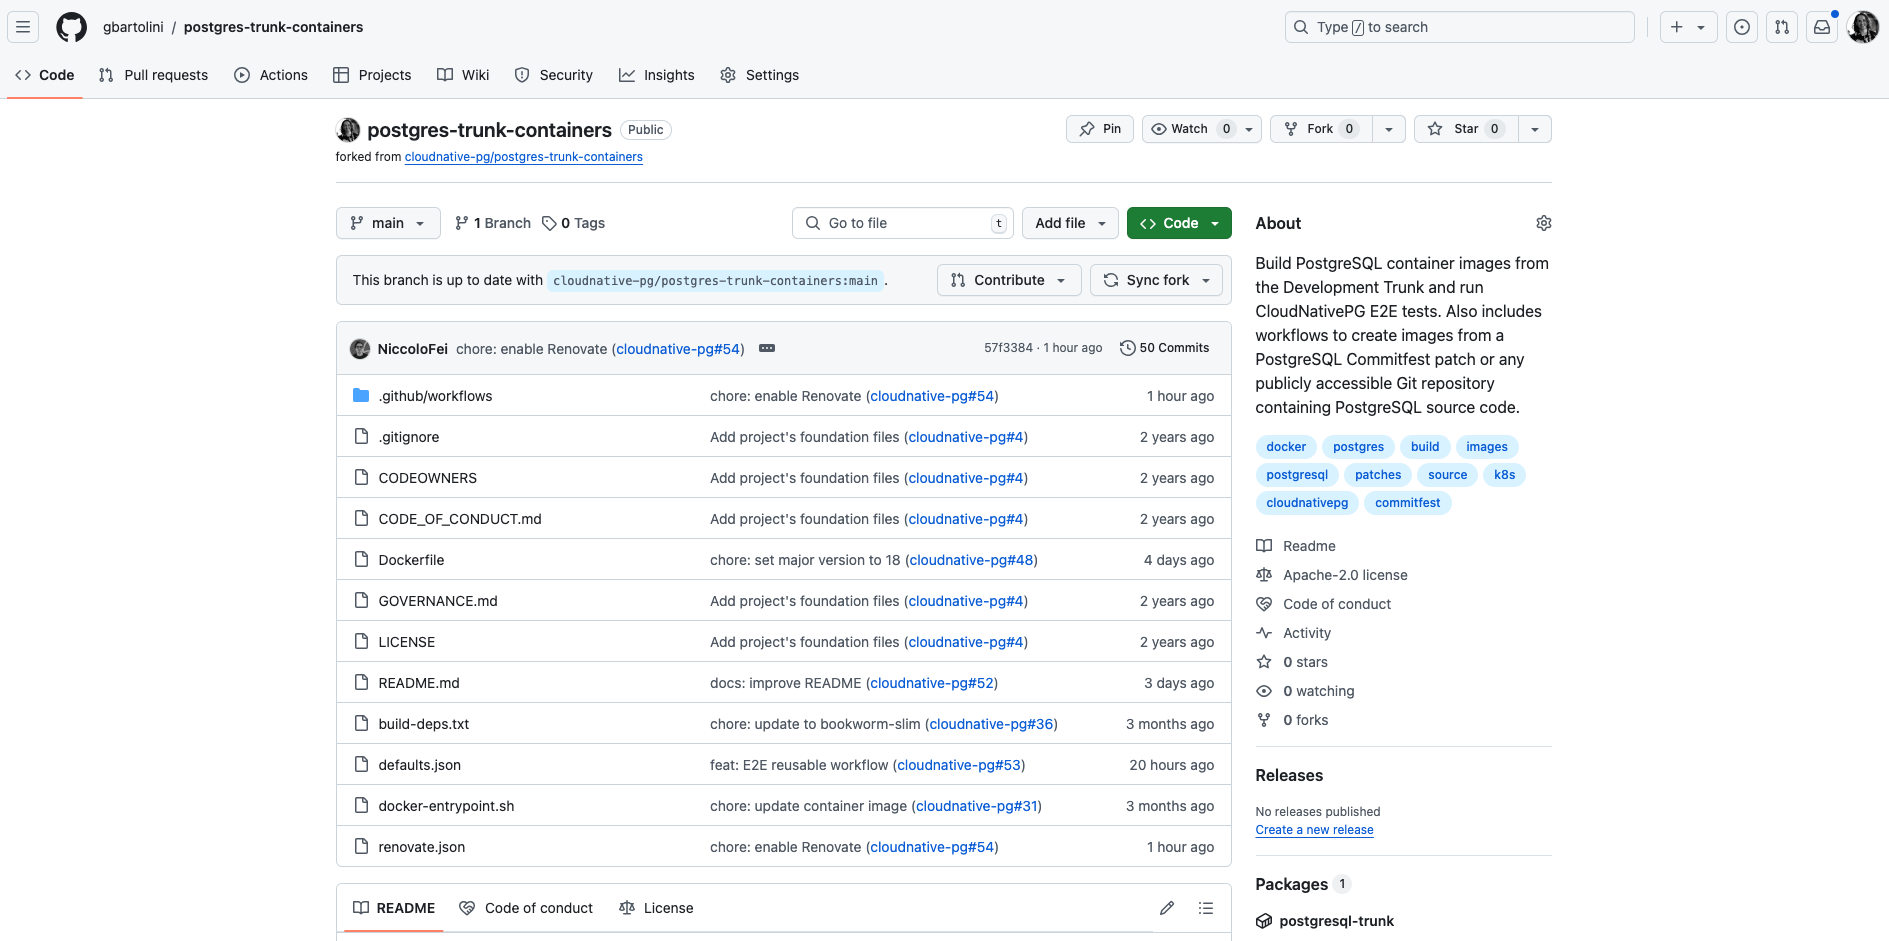 gbartolini / postgres-trunk-containers
Type / to search
Code Pull requests Actions Projects Wiki Security Insights Settings
postgres-trunk-containers Public
Pin Watch 0 Fork 0 Star 0
forked from cloudnative-pg/postgres-trunk-containers
main 1 Branch 0 Tags Go to file t Add file Code
This branch is up to date with cloudnative-pg/postgres-trunk-containers:main . Contribute Sync fork
NiccoloFei chore: enable Renovate (cloudnative-pg#54) 57f3384 · 1 hour ago 50 Commits
.github/workflows chore: enable Renovate (cloudnative-pg#54) 1 hour ago
.gitignore Add project's foundation files (cloudnative-pg#4) 2 years ago
CODEOWNERS Add project's foundation files (cloudnative-pg#4) 2 years ago
CODE_OF_CONDUCT.md Add project's foundation files (cloudnative-pg#4) 2 years ago
Dockerfile chore: set major version to 18 (cloudnative-pg#48) 4 days ago
GOVERNANCE.md Add project's foundation files (cloudnative-pg#4) 2 years ago
LICENSE Add project's foundation files (cloudnative-pg#4) 2 years ago
README.md docs: improve README (cloudnative-pg#52) 3 days ago
build-deps.txt chore: update to bookworm-slim (cloudnative-pg#36) 3 months ago
defaults.json feat: E2E reusable workflow (cloudnative-pg#53) 20 hours ago
docker-entrypoint.sh chore: update container image (cloudnative-pg#31) 3 months ago
renovate.json chore: enable Renovate (cloudnative-pg#54) 1 hour ago
README Code of conduct License
About
Build PostgreSQL container images from
the Development Trunk and run
CloudNativePG E2E tests. Also includes
workflows to create images from a
PostgreSQL Commitfest patch or any
publicly accessible Git repository
containing PostgreSQL source code.
docker postgres build images
postgresql patches source k8s
cloudnativepg commitfest
Readme
Apache-2.0 license
Code of conduct
Activity
0 stars
0 watching
0 forks
Releases
No releases published
Create a new release
Packages 1
postgresql-trunk